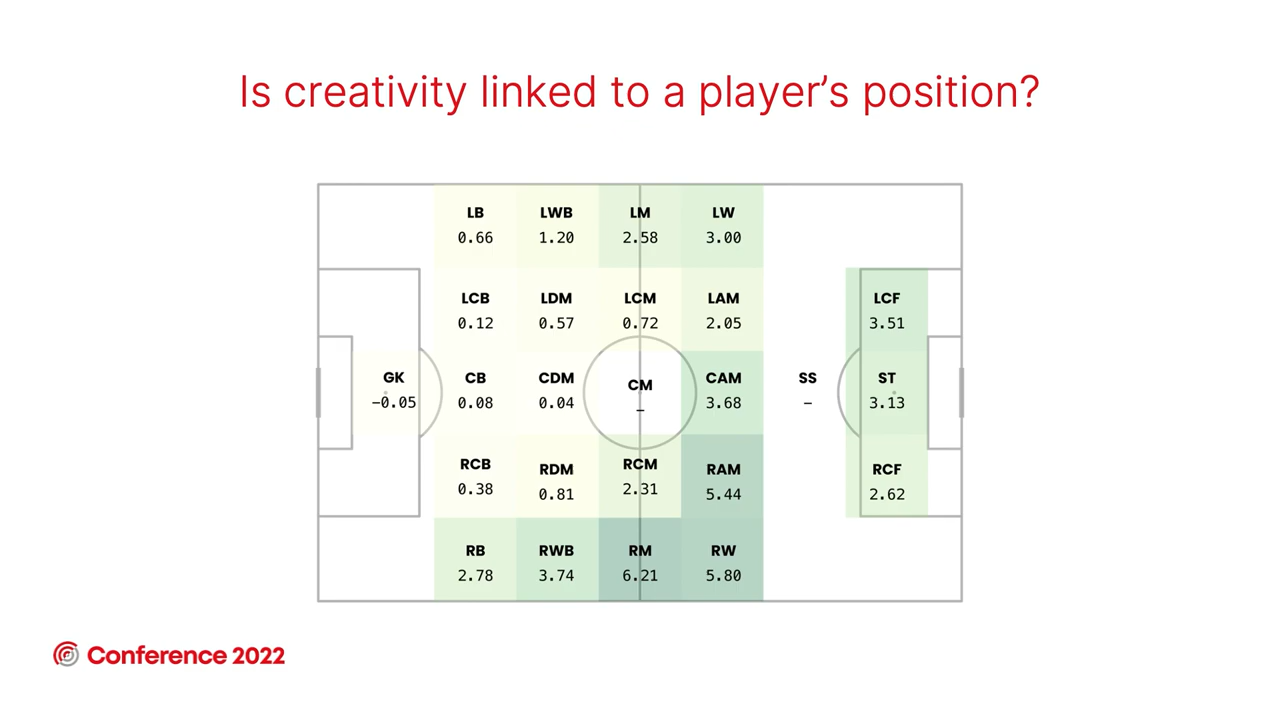 Is creativity linked to a player’s position?
LB LWB LM LW
0.66 1.20 2.58 3.00
LCB LDM LCM LAM LCF
0.12 0.57 0.72 2.05 3.51
GK CB CDM CM CAM SS ST
−0.05 0.08 0.04 – 3.68 – 3.13
RCB RDM RCM RAM RCF
0.38 0.81 2.31 5.44 2.62
RB RWB RM RW
2.78 3.74 6.21 5.80
Conference 2022